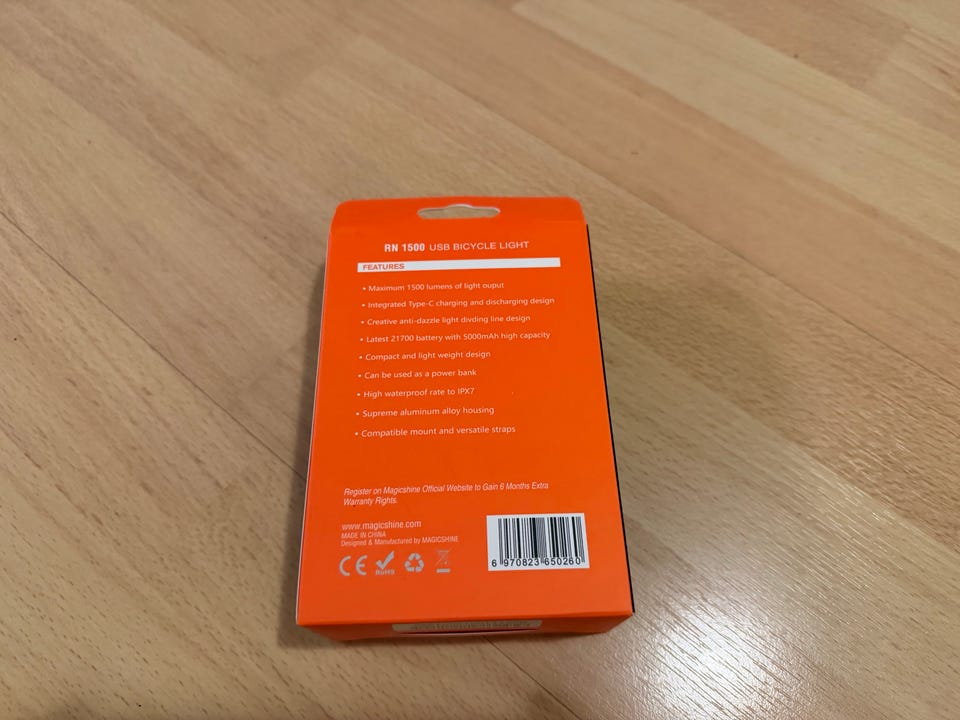 RN 1500 USB BICYCLE LIGHT
FEATURES
• Maximum 1500 lumens of light ouput
• Integrated Type-C charging and discharging design
• Creative anti-dazzle light divding line design
• Latest 21700 battery with 5000mAh high capacity
• Compact and light weight design
• Can be used as a power bank
• High waterproof rate to IPX7
• Supreme aluminum alloy housing
• Compatible mount and versatile straps
Register on Magicshine Official Website to Gain 6 Months Extra
Warranty Rights.
www.magicshine.com
MADE IN CHINA
Designed & Manufactured by MAGICSHINE
CE RoHS
6 970823 650260